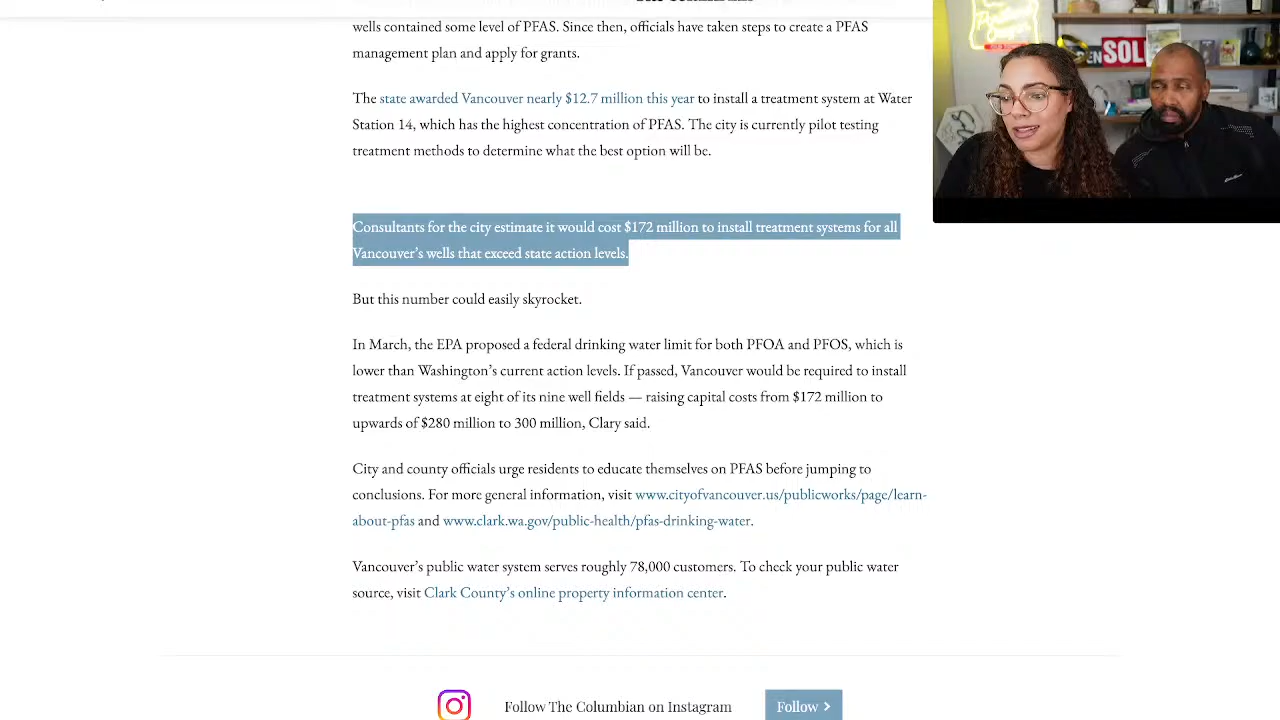 wells contained some level of PFAS. Since then, officials have taken steps to create a PFAS
management plan and apply for grants.
The state awarded Vancouver nearly $12.7 million this year to install a treatment system at Water
Station 14, which has the highest concentration of PFAS. The city is currently pilot testing
treatment methods to determine what the best option will be.
Consultants for the city estimate it would cost $172 million to install treatment systems for all
Vancouver’s wells that exceed state action levels.
But this number could easily skyrocket.
In March, the EPA proposed a federal drinking water limit for both PFOA and PFOS, which is
lower than Washington’s current action levels. If passed, Vancouver would be required to install
treatment systems at eight of its nine well fields — raising capital costs from $172 million to
upwards of $280 million to 300 million, Clary said.
City and county officials urge residents to educate themselves on PFAS before jumping to
conclusions. For more general information, visit www.cityofvancouver.us/publicworks/page/learn-
about-pfas and www.clark.wa.gov/public-health/pfas-drinking-water.
Vancouver’s public water system serves roughly 78,000 customers. To check your public water
source, visit Clark County’s online property information center.
Follow The Columbian on Instagram
Follow >
SOL